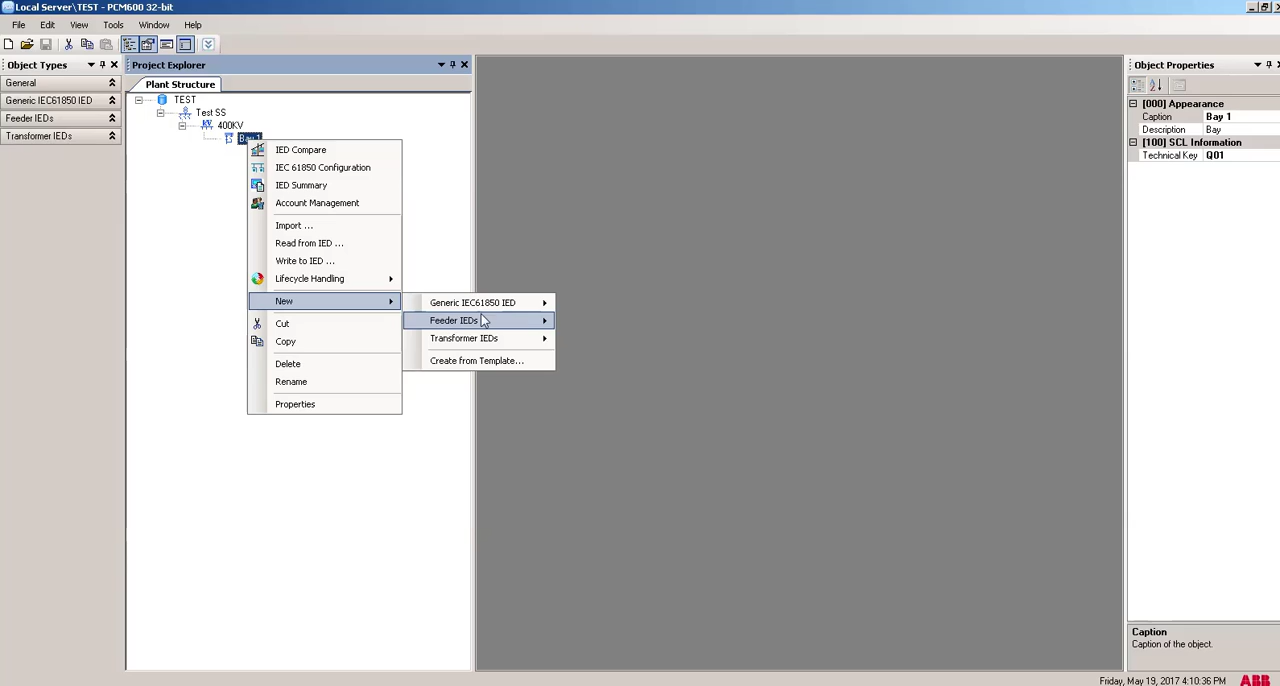 Local Server\TEST - PCM600 32-bit
File Edit View Tools Window Help
Object Types
General
Generic IEC61850 IED
Feeder IEDs
Transformer IEDs
Project Explorer
Plant Structure
TEST
Test SS
400KV
Bay 1
IED Compare
IEC 61850 Configuration
IED Summary
Account Management
Import ...
Read from IED ...
Write to IED ...
Lifecycle Handling
New
Cut
Copy
Delete
Rename
Properties
Generic IEC61850 IED
Feeder IEDs
Transformer IEDs
Create from Template...
Object Properties
[000] Appearance
Caption Bay 1
Description Bay
[100] SCL Information
Technical Key Q01
Caption
Caption of the object.
Friday, May 19, 2017 4:10:36 PM ABB